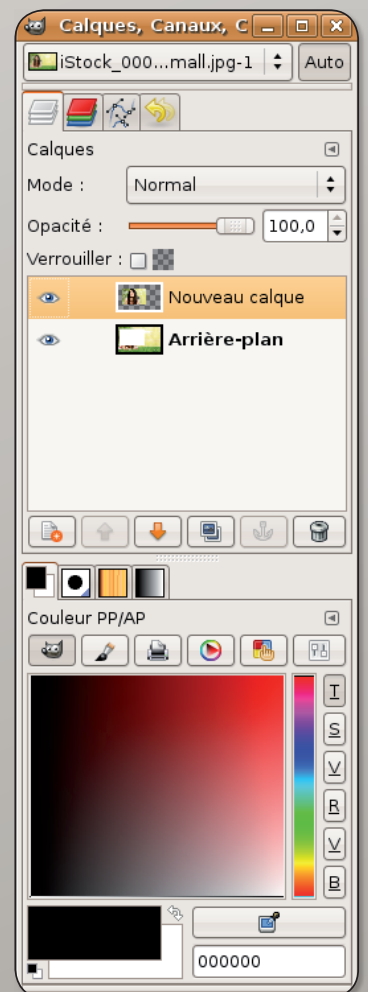 Calques, Canaux, C
iStock_000...mall.jpg-1
Auto
Calques
Mode :
Normal
Opacité :
100,0
Verrouiller :
Nouveau calque
Arrière-plan
Couleur PP/AP
T
S
V
R
V
B
000000